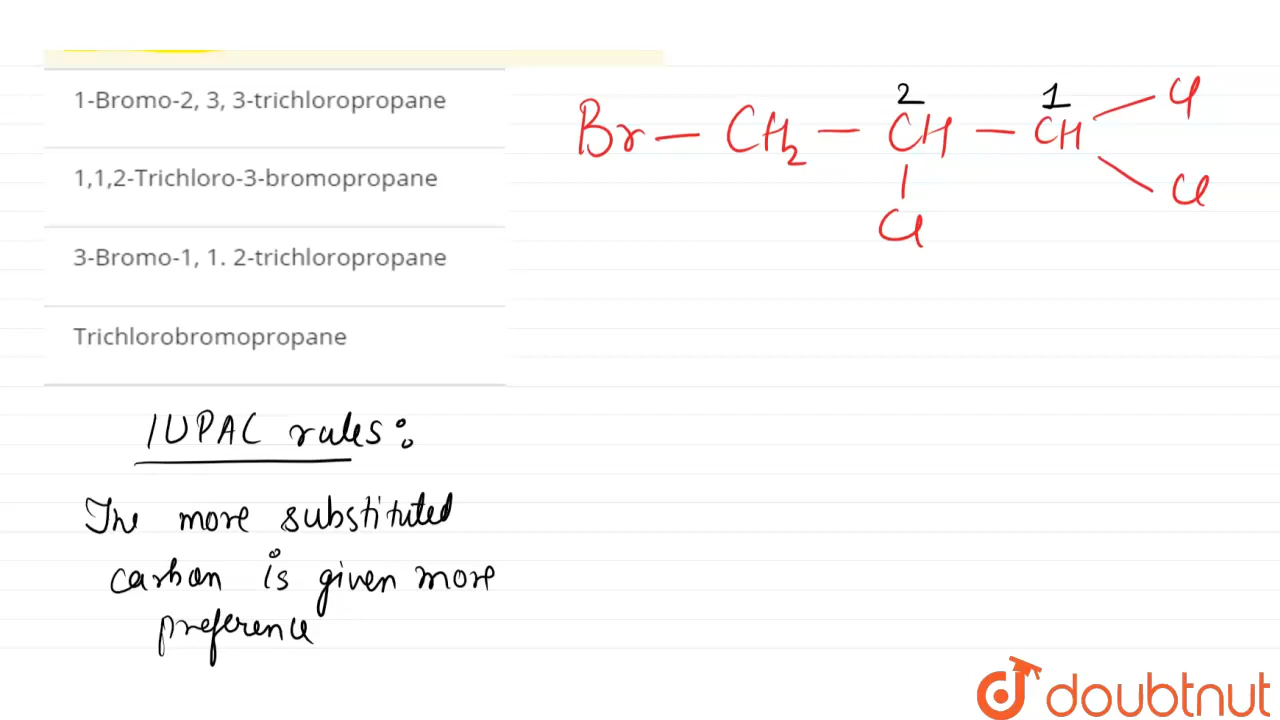 1-Bromo-2, 3, 3-trichloropropane
1,1,2-Trichloro-3-bromopropane
3-Bromo-1, 1. 2-trichloropropane
Trichlorobromopropane
2 1
Br — CH2 — CH — CH Cl
Cl
Cl
IUPAC rules:
The more substituted
carbon is given more
preference
doubtnut